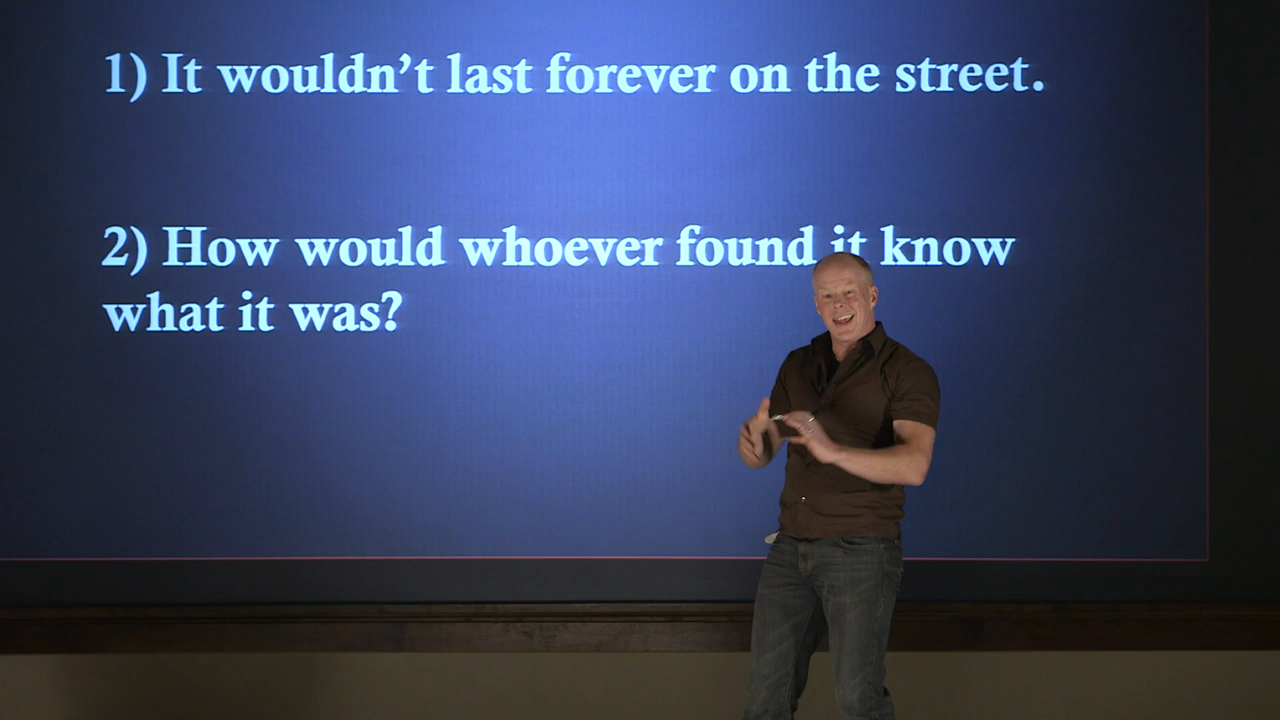 1) It wouldn’t last forever on the street.
2) How would whoever found it know
what it was?